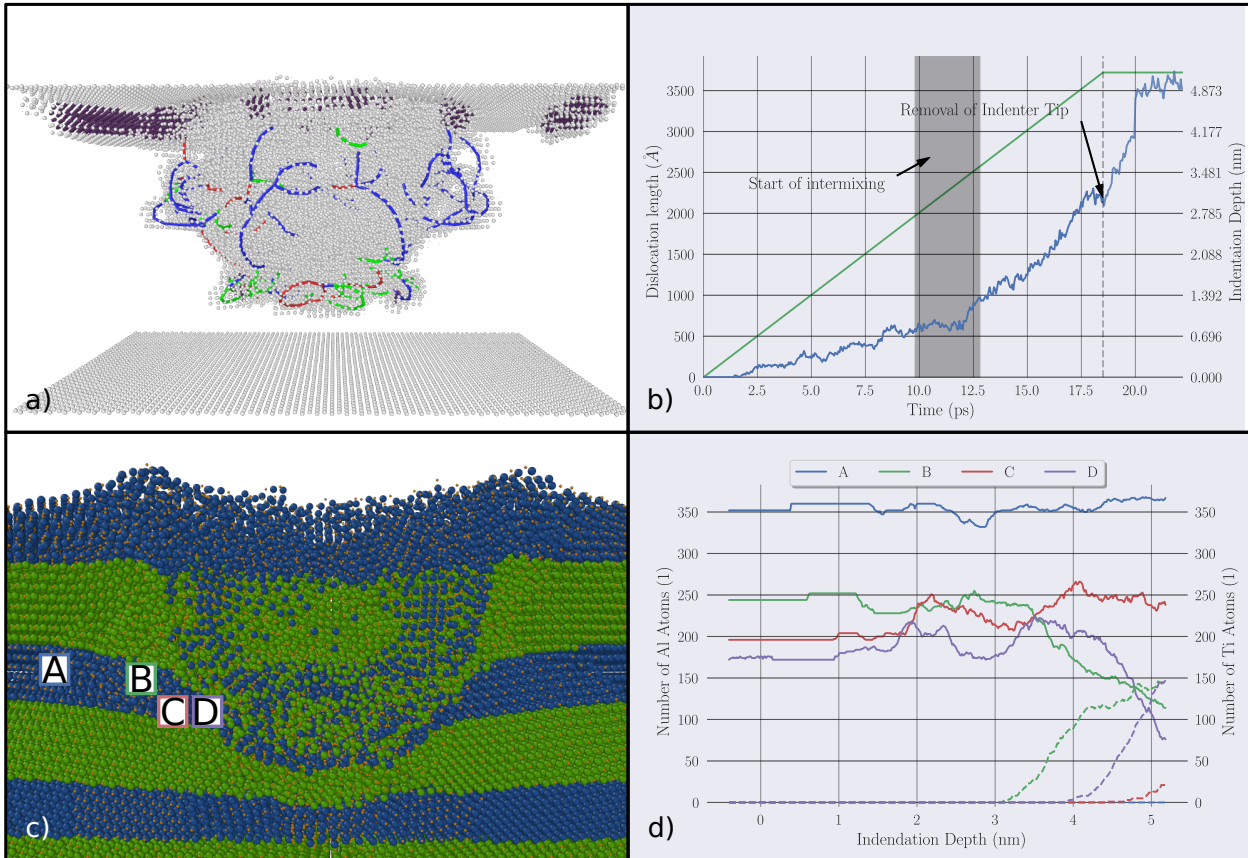 a)
3500
3000
2500
2000
1500
1000
500
0
Dislocation length (Å)
Removal of Indenter Tip
Start of intermixing
4.873
4.177
3.481
2.785
2.088
1.392
0.696
0.000
Indentaion Depth (nm)
0.0 2.5 5.0 7.5 10.0 12.5 15.0 17.5 20.0
Time (ps)
b)
A
B
C D
c)
A B C D
350
300
250
200
150
100
50
0
Number of Al Atoms (1)
350
300
250
200
150
100
50
0
Number of Ti Atoms (1)
0 1 2 3 4 5
Indendation Depth (nm)
d)